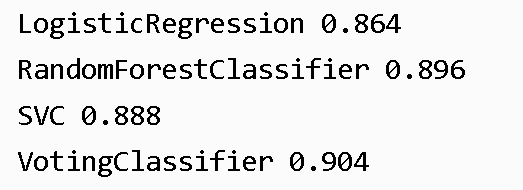 LogisticRegression 0.864
RandomForestClassifier 0.896
SVC 0.888
VotingClassifier 0.904